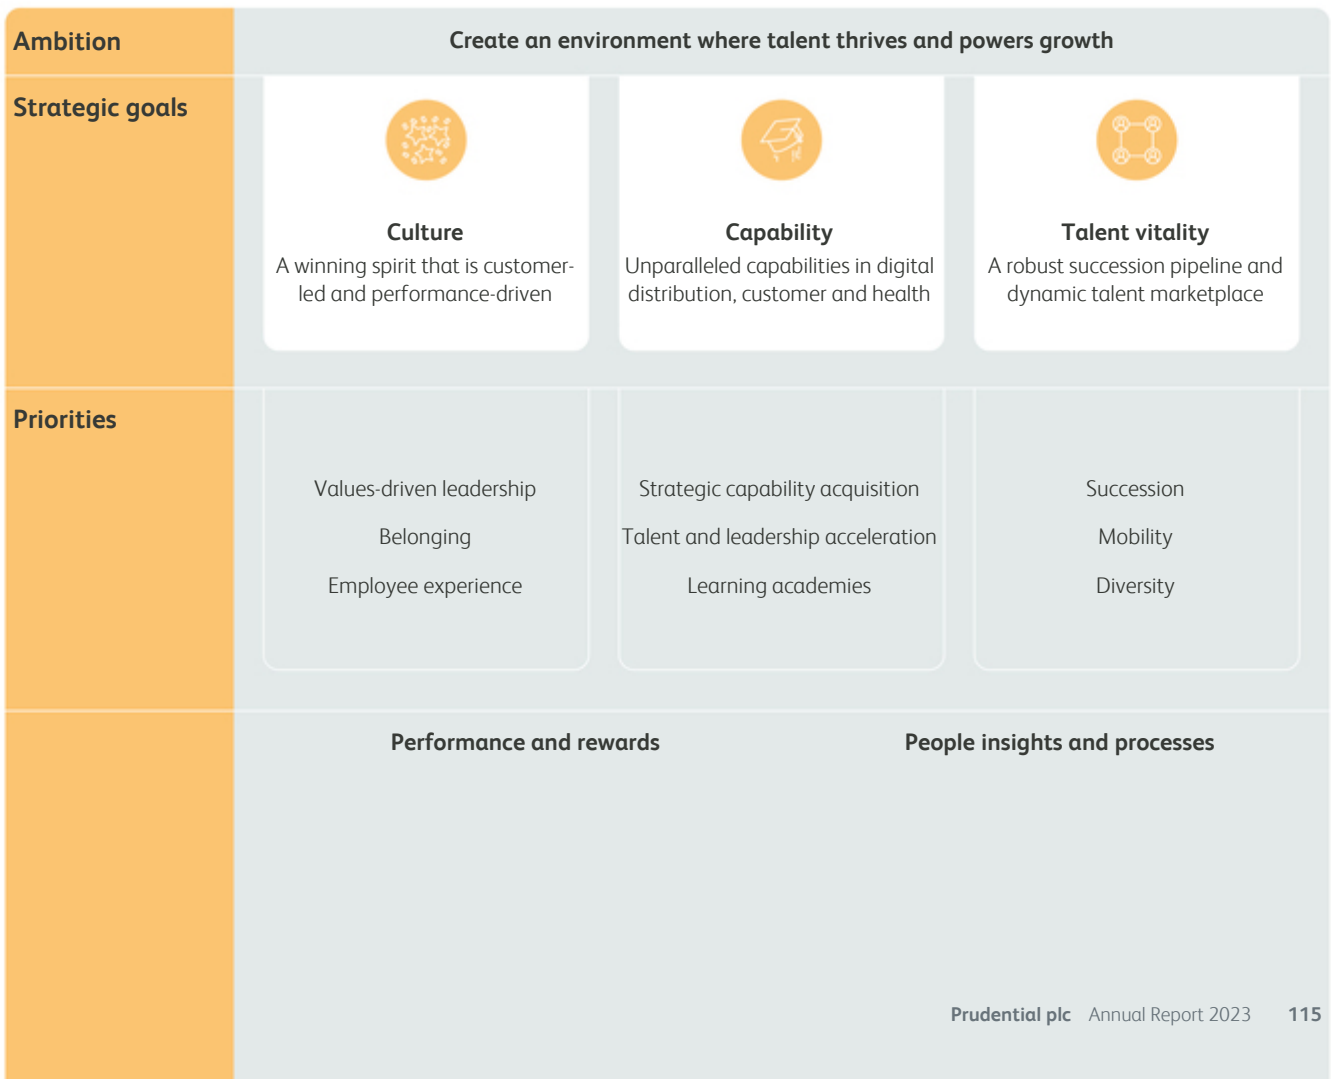 Ambition
Create an environment where talent thrives and powers growth
Strategic goals
Culture
A winning spirit that is customer-
led and performance-driven
Capability
Unparalleled capabilities in digital
distribution, customer and health
Talent vitality
A robust succession pipeline and
dynamic talent marketplace
Priorities
Values-driven leadership
Belonging
Employee experience
Strategic capability acquisition
Talent and leadership acceleration
Learning academies
Succession
Mobility
Diversity
Performance and rewards
People insights and processes
Prudential plc Annual Report 2023 115